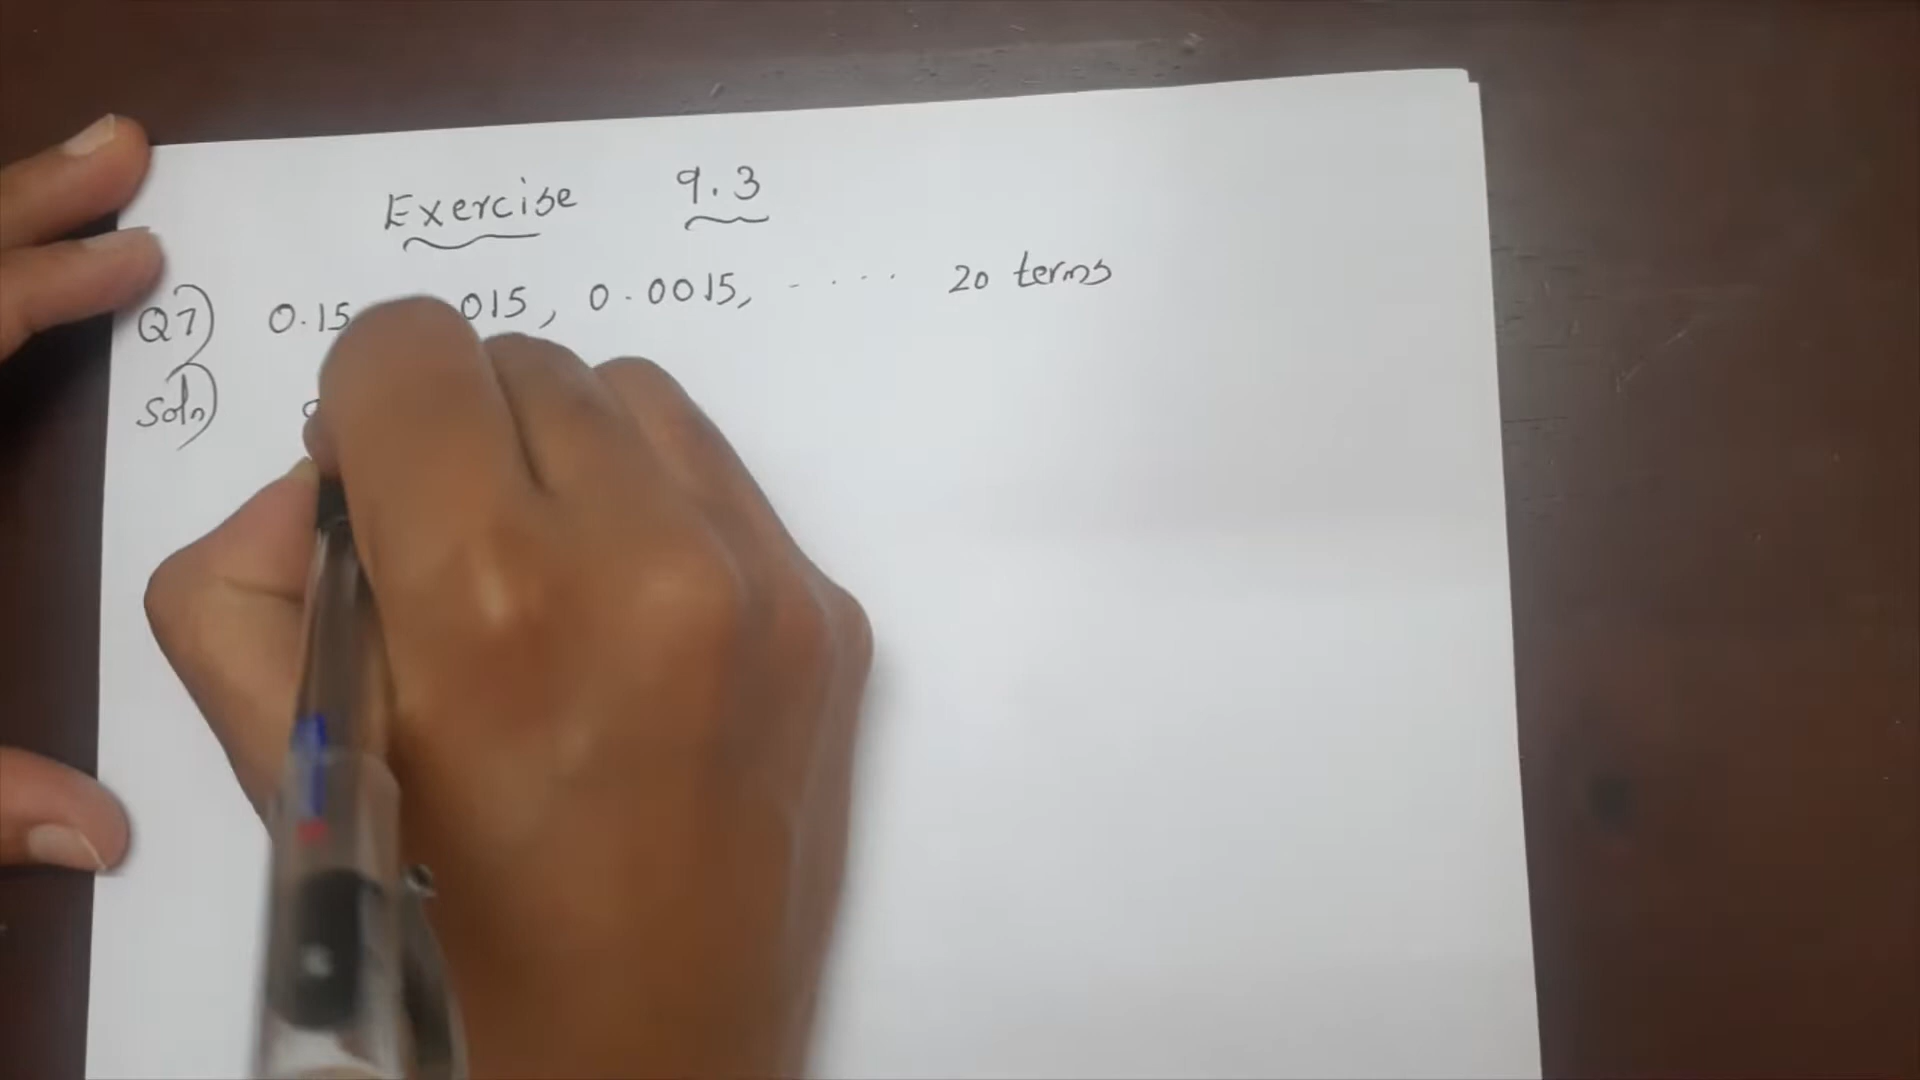 Exercise 9.3
Q7) 0.15 015, 0.0015, - . . . . 20 terms
Soln)